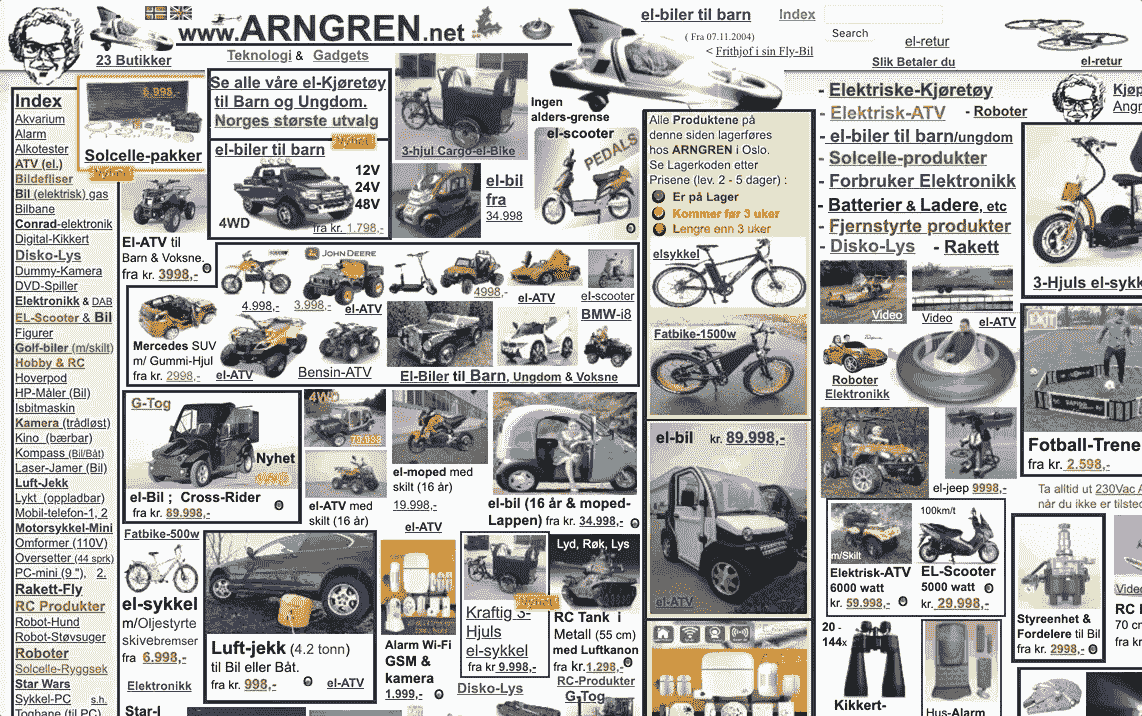 www.ARNGREN.net
23 Butikker
Teknologi & Gadgets
el-biler til barn
( Fra 07.11.2004)
< Frithjof i sin Fly-Bil
Index
Search
el-retur
Slik Betaler du
el-retur
Index
Akvarium
Alarm
Alkotester
ATV (el.)
Bildefliser
Bil (elektrisk) gas
Bilbane
Conrad-elektronik
Digital-Kikkert
Disko-Lys
Dummy-Kamera
DVD-Spiller
Elektronikk & DAB
EL-Scooter & Bil
Figurer
Golf-biler (m/skilt)
Hobby & RC
Hoverpod
HP-Måler (Bil)
Isbitmaskin
Kamera (trådløst)
Kino (bærbar)
Kompass (Bil/Båt)
Laser-Jamer (Bil)
Luft-Jekk
Lykt (oppladbar)
Mobil-telefon-1, 2
Motorsykkel-Mini
Omformer (110V)
Oversetter (44 sprk)
PC-mini (9 "), 2.
Rakett-Fly
RC Produkter
Robot-Hund
Robot-Støvsuger
Roboter
Solcelle-Ryggsek
Star Wars
Sykkel-PC s.h.
Togbane (til PC)
6.998,-
Solcelle-pakker
Nyhet
El-ATV til
Barn & Voksne.
fra kr. 3998,-
Se alle våre el-Kjøretøy
til Barn og Ungdom.
Norges største utvalg
Nyhet
el-biler til barn
12V
24V
48V
4WD
fra kr. 1.798,-
3-hjul Cargo-el-Bike
el-bil
fra
34.998
Ingen
alders-grense
el-scooter
PEDALS
JOHN DEERE
4.998,-
3.998,-
el-ATV
4998,-
el-ATV
el-scooter
BMW-i8
Mercedes SUV
m/ Gummi-Hjul
fra kr. 2998,-
el-ATV
Bensin-ATV
El-Biler til Barn, Ungdom & Voksne
G-Tog
Nyhet
el-Bil ; Cross-Rider
fra kr. 89.998,-
4WD
79.998
el-ATV med
skilt (16 år)
el-moped med
skilt (16 år)
19.998,-
el-ATV
el-bil (16 år & moped-
Lappen) fra kr. 34.998,-
Fatbike-500w
el-sykkel
m/Oljestyrte
skivebremser
fra 6.998,-
Elektronikk
Star-I
Luft-jekk (4.2 tonn)
til Bil eller Båt.
fra kr. 998,-
el-ATV
Alarm Wi-Fi
GSM &
kamera
1.999,-
Nyhet
Kraftig 3-
Hjuls
el-sykkel
fra kr 9.998,-
Disko-Lys
Lyd, Røk, Lys
RC Tank i
Metall (55 cm)
med Luftkanon
fra kr.1.298,-
RC-Produkter
G-Tog
Alle Produktene på
denne siden lagerføres
hos ARNGREN i Oslo.
Se Lagerkoden etter
Prisene (lev. 2 - 5 dager) :
Er på Lager
Kommer før 3 uker
Lengre enn 3 uker
elsykkel
Fatbike-1500w
el-bil kr. 89.998,-
el-ATV
- Elektriske-Kjøretøy
- Elektrisk-ATV - Roboter
- el-biler til barn/ungdom
- Solcelle-produkter
- Forbruker Elektronikk
- Batterier & Ladere, etc
- Fjernstyrte produkter
- Disko-Lys - Rakett
Video
Video
el-ATV
Roboter
Elektronikk
el-jeep 9998,-
m/Skilt
Elektrisk-ATV
6000 watt
kr. 59.998,-
100km/t
EL-Scooter
5000 watt
kr. 29.998,-
20 -
144x
Kikkert-
Hus-Alarm
Kjøp
Angr
3-Hjuls el-sykk
EXIT
Fotball-Trene
fra kr. 2.598,-
Ta alltid ut 230Vac A
når du ikke er tilsted
Styreenhet &
Fordelere til Bil
fra kr. 2998,-
Video
RC I
70 cm
fra kr